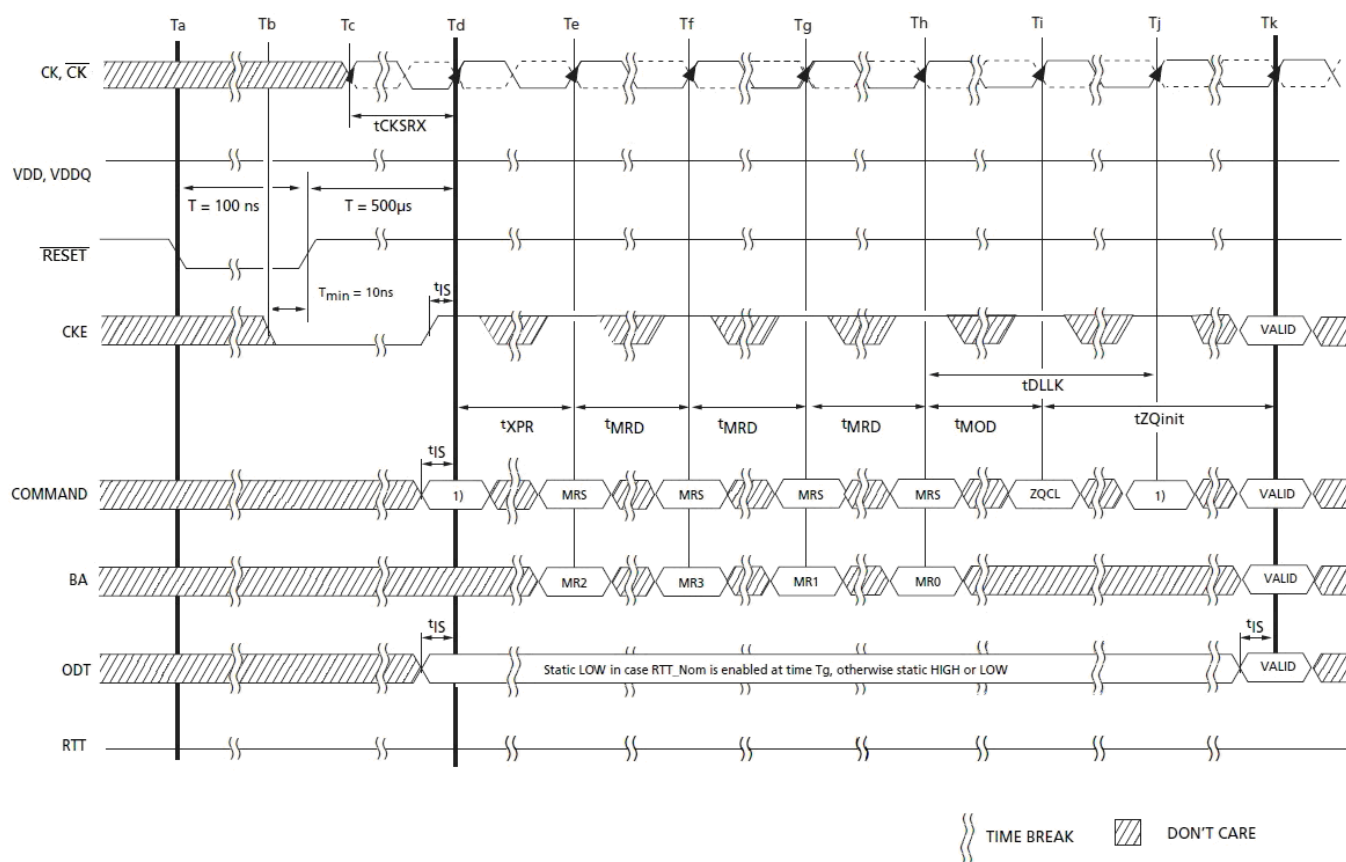 Ta Tb Tc Td Te Tf Tg Th Ti Tj Tk
CK, C̅K̅
tCKSRX
VDD, VDDQ
T = 100 ns T = 500µs
R̅E̅S̅E̅T̅
Tmin = 10ns tIS
CKE VALID
tDLLK
tXPR tMRD tMRD tMRD tMOD tZQinit
tIS
COMMAND 1) MRS MRS MRS MRS ZQCL 1) VALID
BA MR2 MR3 MR1 MR0 VALID
tIS tIS
ODT Static LOW in case RTT_Nom is enabled at time Tg, otherwise static HIGH or LOW VALID
RTT
TIME BREAK DON'T CARE